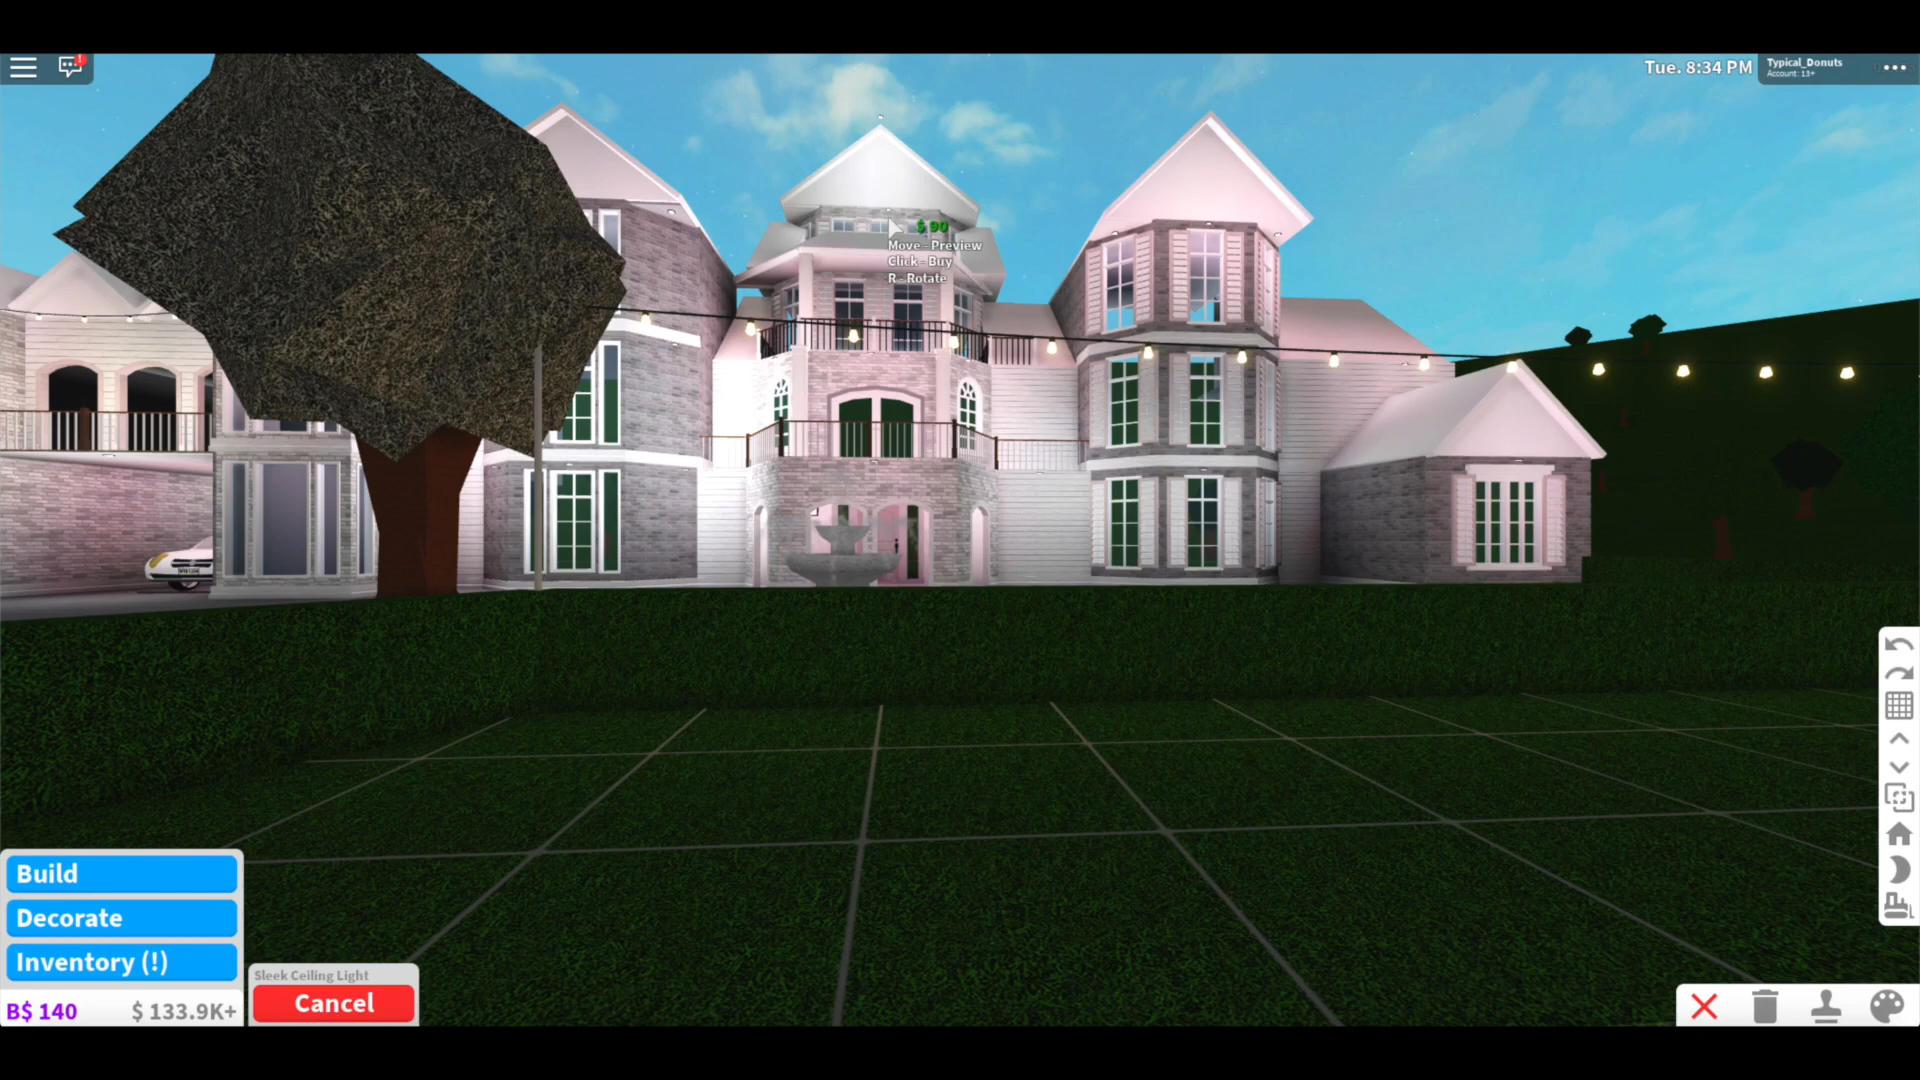 Tue. 8:34 PM
Typical_Donuts
Account: 13+
$ 90
Move - Preview
Click - Buy
R - Rotate
Build
Decorate
Inventory (!)
B$ 140
$ 133.9K+
Sleek Ceiling Light
Cancel